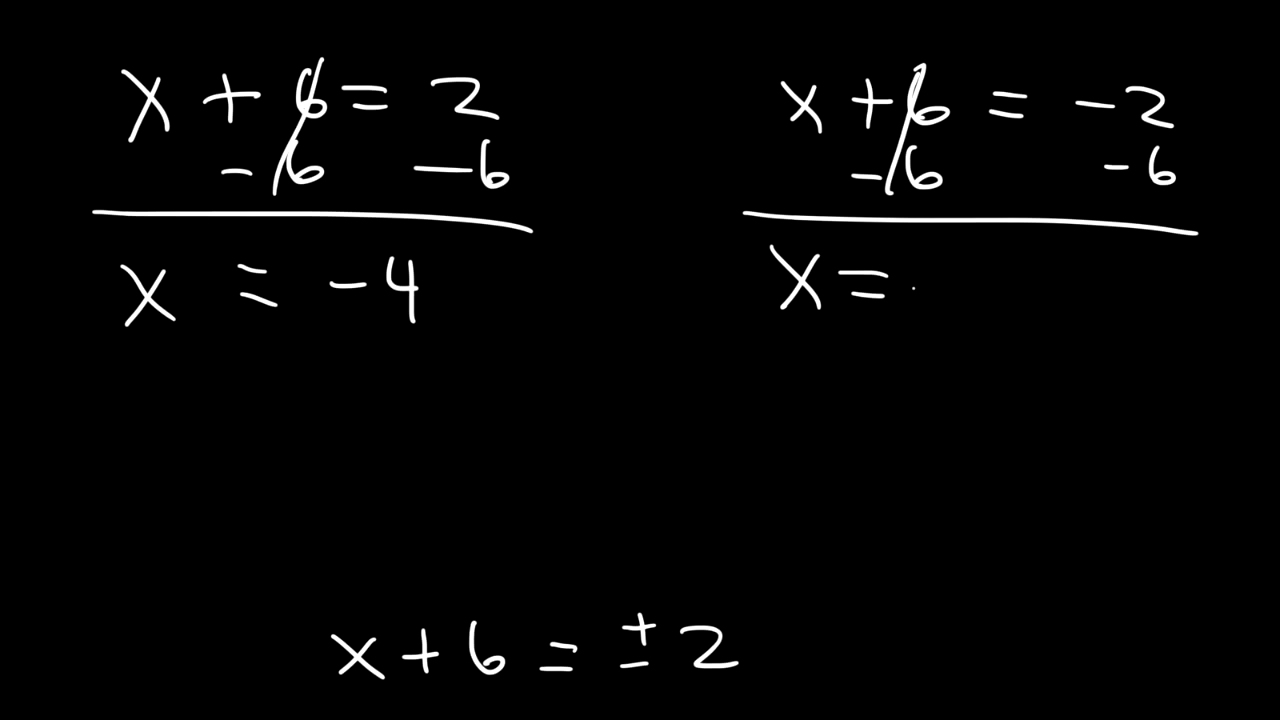 x + 6 = 2
- 6 - 6
x = - 4
x + 6 = - 2
- 6 - 6
x =
x + 6 = ± 2